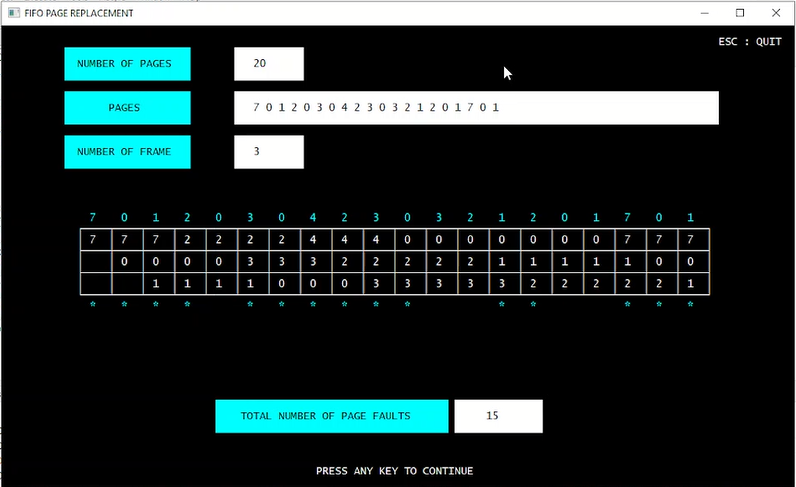 FIFO PAGE REPLACEMENT
ESC : QUIT
NUMBER OF PAGES 20
PAGES 7 0 1 2 0 3 0 4 2 3 0 3 2 1 2 0 1 7 0 1
NUMBER OF FRAME 3
7 0 1 2 0 3 0 4 2 3 0 3 2 1 2 0 1 7 0 1
7 7 7 2 2 2 2 4 4 4 0 0 0 0 0 0 0 7 7 7
0 0 0 0 3 3 3 2 2 2 2 2 1 1 1 1 1 0 0
1 1 1 1 0 0 0 3 3 3 3 3 2 2 2 2 2 1
* * * * * * * * * * * * * * *
TOTAL NUMBER OF PAGE FAULTS 15
PRESS ANY KEY TO CONTINUE